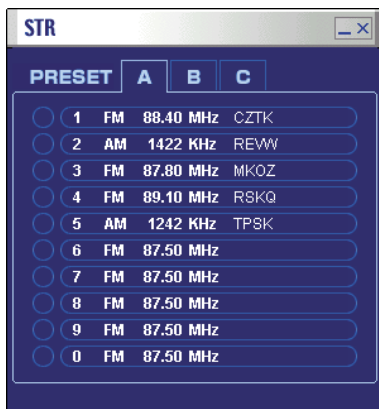 STR
PRESET A B C
1 FM 88.40 MHz CZTK
2 AM 1422 KHz REVW
3 FM 87.80 MHz MKOZ
4 FM 89.10 MHz RSKQ
5 AM 1242 KHz TPSK
6 FM 87.50 MHz
7 FM 87.50 MHz
8 FM 87.50 MHz
9 FM 87.50 MHz
0 FM 87.50 MHz